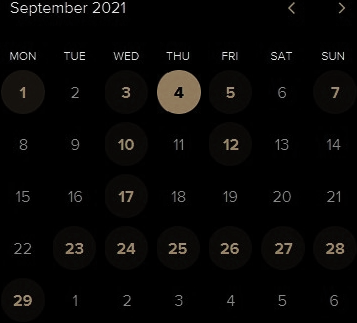 September 2021
MON TUE WED THU FRI SAT SUN
1 2 3 4 5 6 7
8 9 10 11 12 13 14
15 16 17 18 19 20 21
22 23 24 25 26 27 28
29 1 2 3 4 5 6